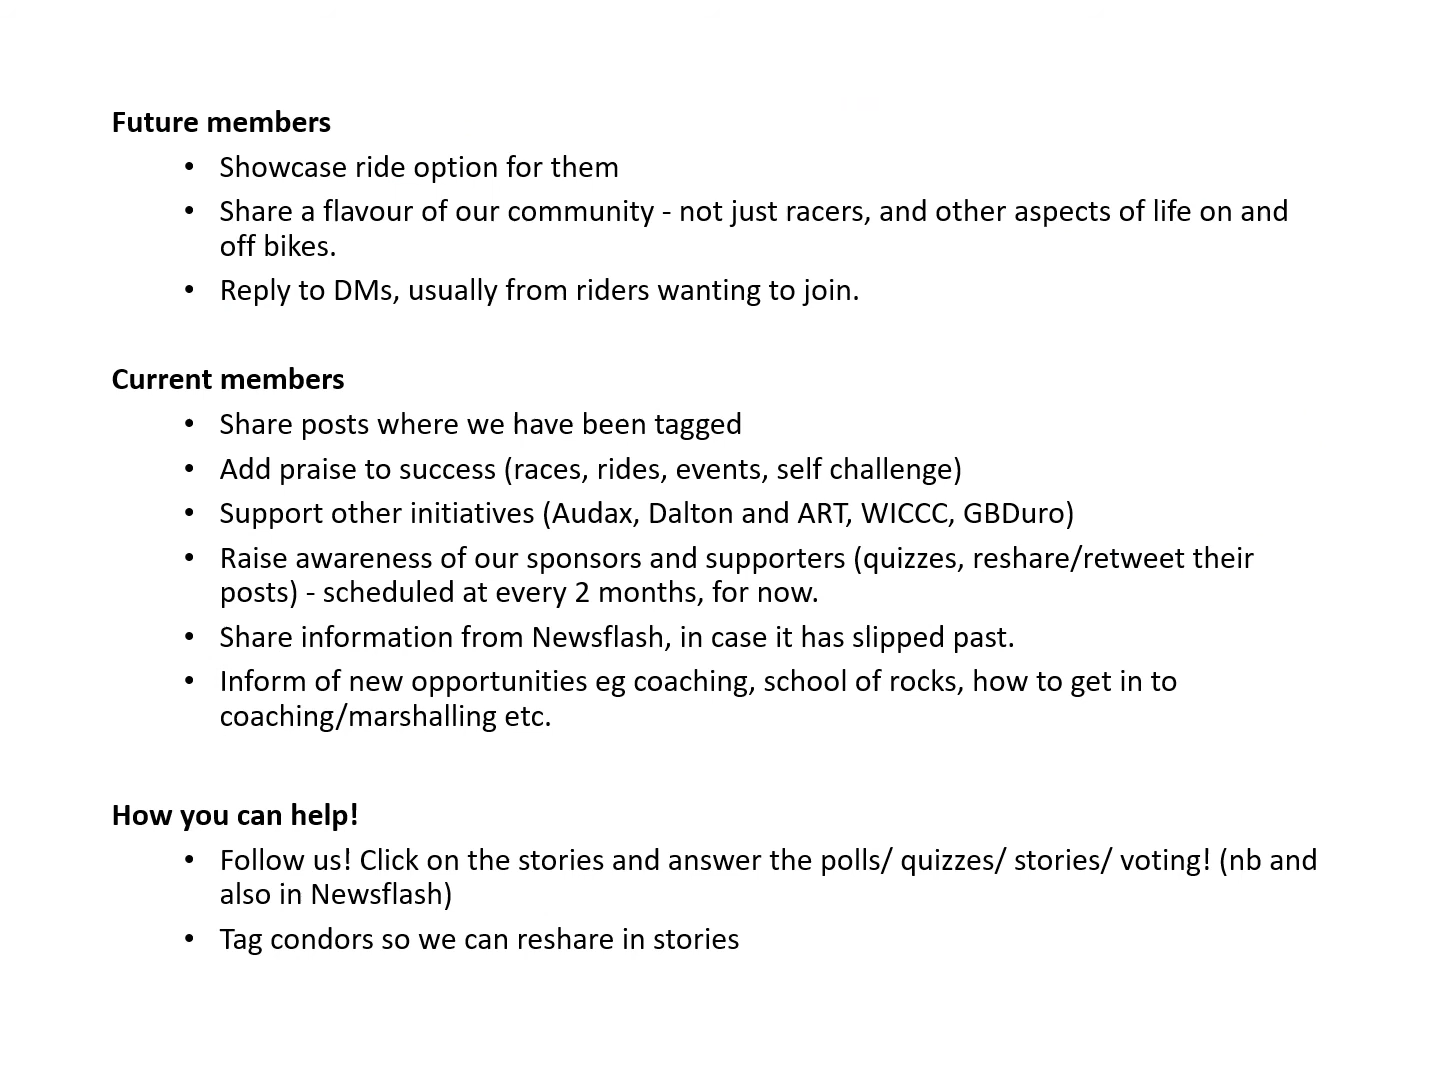 Future members
• Showcase ride option for them
• Share a flavour of our community - not just racers, and other aspects of life on and
off bikes.
• Reply to DMs, usually from riders wanting to join.
Current members
• Share posts where we have been tagged
• Add praise to success (races, rides, events, self challenge)
• Support other initiatives (Audax, Dalton and ART, WICCC, GBDuro)
• Raise awareness of our sponsors and supporters (quizzes, reshare/retweet their
posts) - scheduled at every 2 months, for now.
• Share information from Newsflash, in case it has slipped past.
• Inform of new opportunities eg coaching, school of rocks, how to get in to
coaching/marshalling etc.
How you can help!
• Follow us! Click on the stories and answer the polls/ quizzes/ stories/ voting! (nb and
also in Newsflash)
• Tag condors so we can reshare in stories